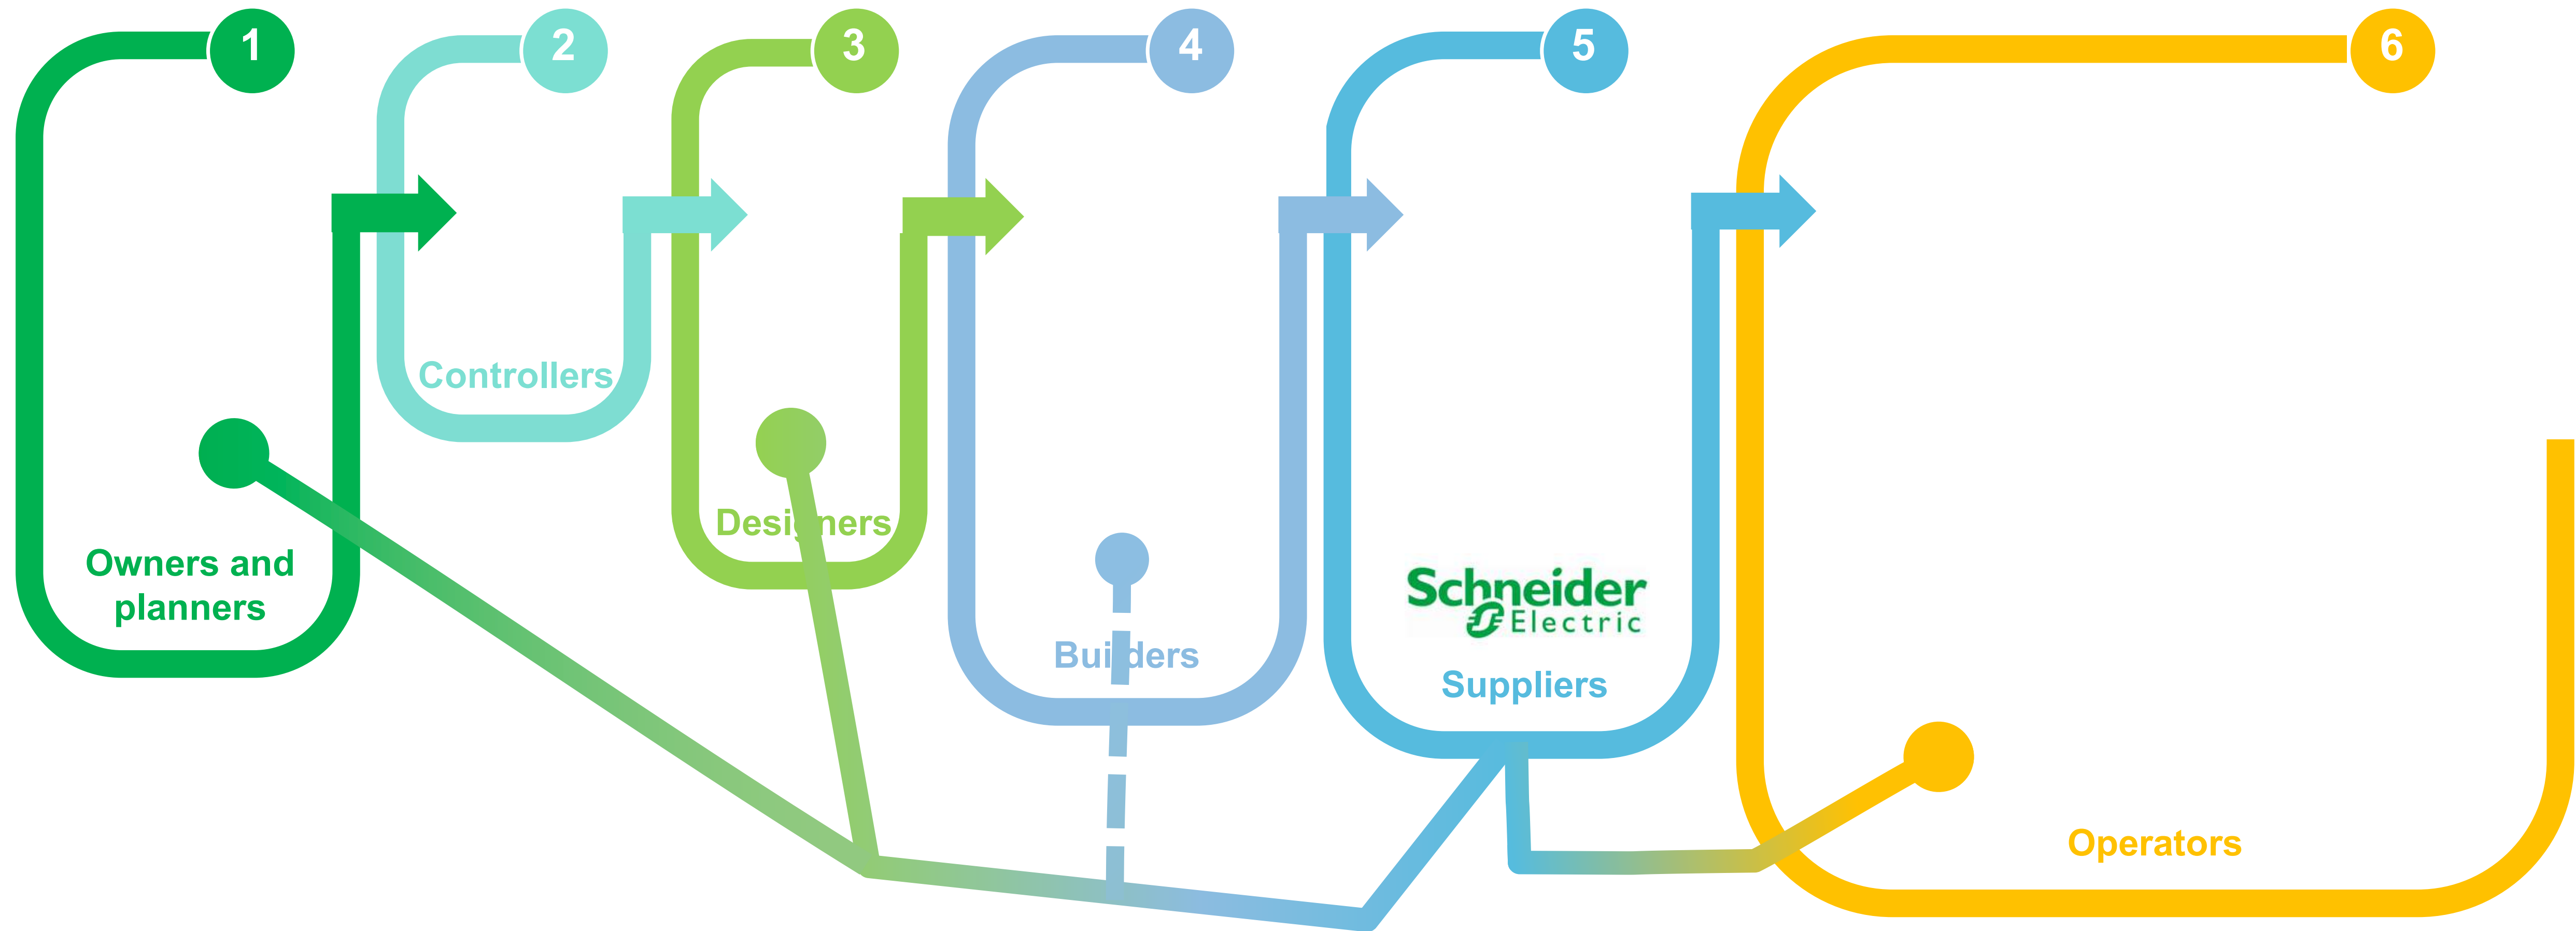 1
2
3
4
5
6
Controllers
Designers
Owners and
planners
Schneider
Electric
Builders
Suppliers
Operators